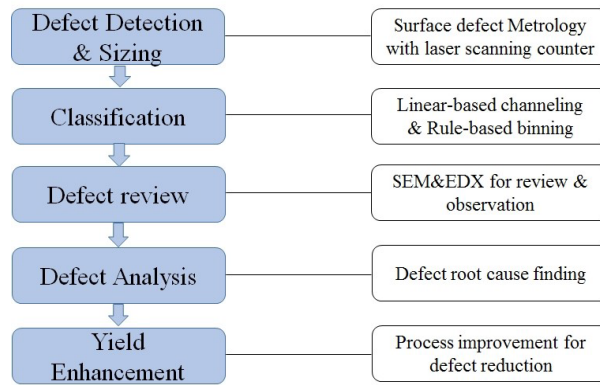 Defect Detection
& Sizing
Surface defect Metrology
with laser scanning counter
Classification
Linear-based channeling
& Rule-based binning
Defect review
SEM&EDX for review &
observation
Defect Analysis
Defect root cause finding
Yield
Enhancement
Process improvement for
defect reduction